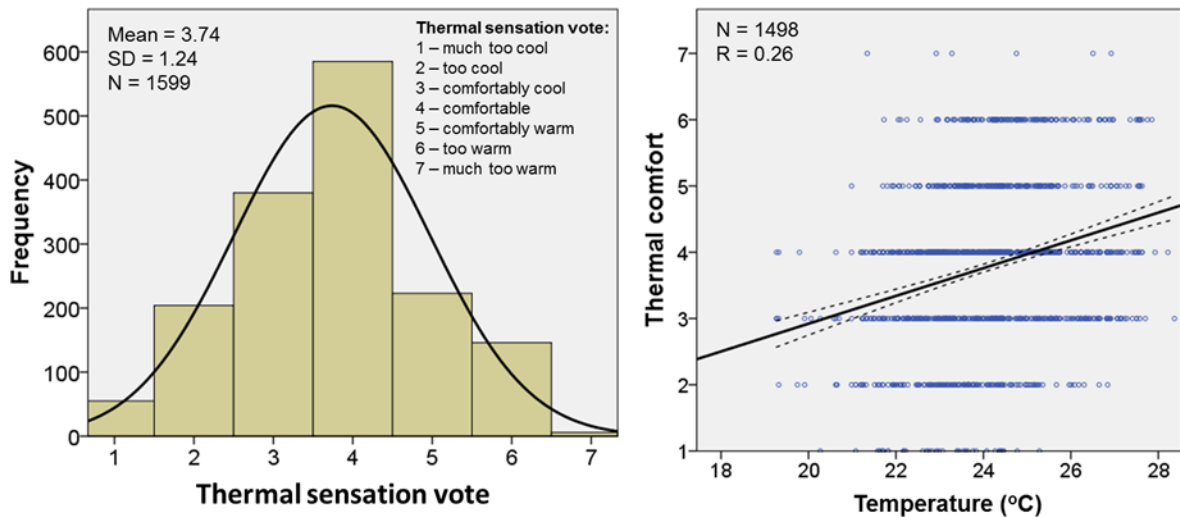 Mean = 3.74
SD = 1.24
N = 1599
Thermal sensation vote:
1 – much too cool
2 – too cool
3 – comfortably cool
4 – comfortable
5 – comfortably warm
6 – too warm
7 – much too warm
600
500
400
300
200
100
0
Frequency
1 2 3 4 5 6 7
Thermal sensation vote
N = 1498
R = 0.26
7
6
5
4
3
2
1
Thermal comfort
18 20 22 24 26 28
Temperature (ºC)